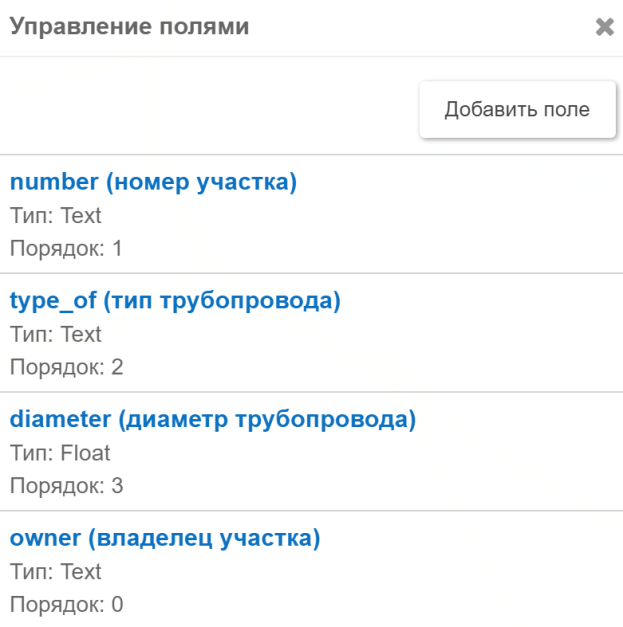 Управление полями
Добавить поле
number (номер участка)
Тип: Text
Порядок: 1
type_of (тип трубопровода)
Тип: Text
Порядок: 2
diameter (диаметр трубопровода)
Тип: Float
Порядок: 3
owner (владелец участка)
Тип: Text
Порядок: 0